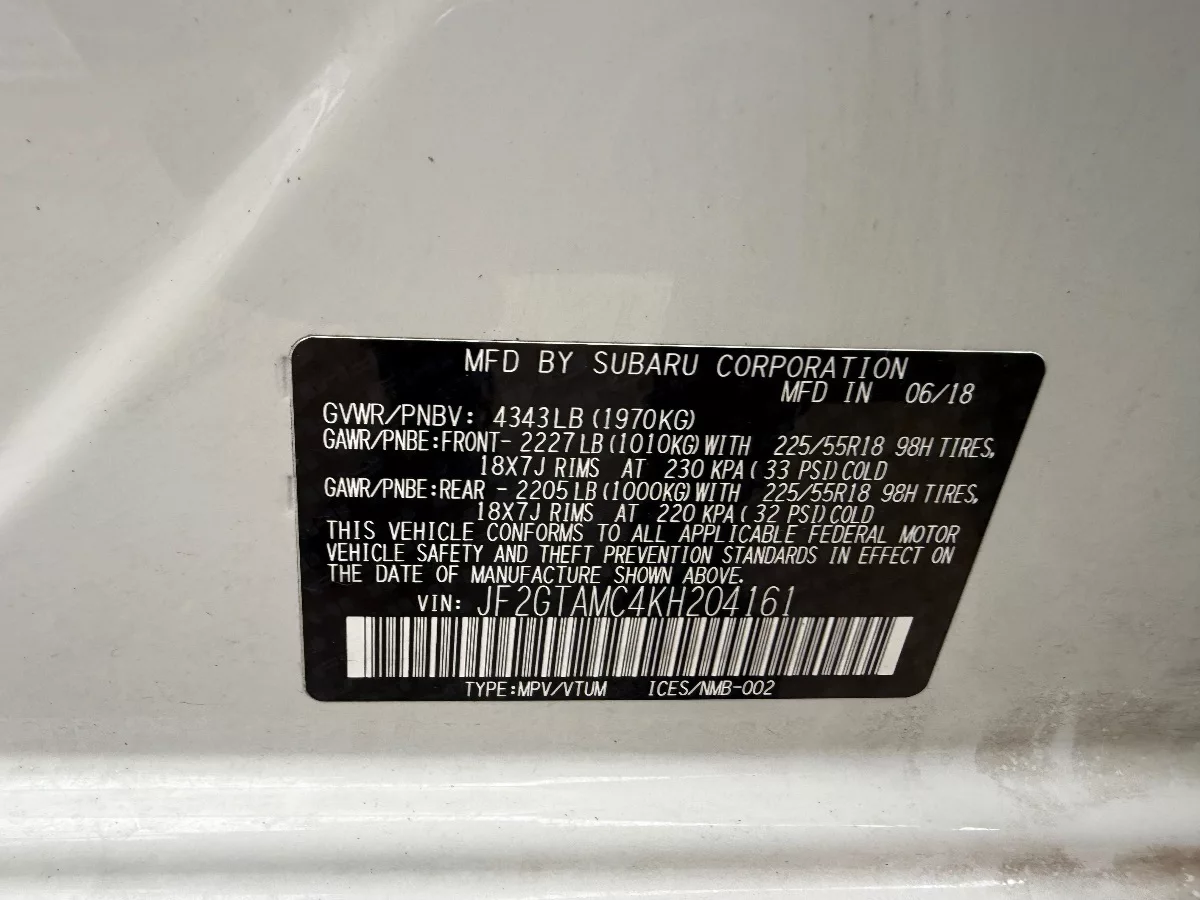 MFD BY SUBARU CORPORATION
MFD IN 06/18
GVWR/PNBV: 4343LB (1970KG)
GAWR/PNBE:FRONT- 2227LB (1010KG)WITH 225/55R18 98H TIRES,
18X7J RIMS AT 230 KPA( 33 PSI)COLD
GAWR/PNBE:REAR - 2205LB (1000KG)WITH 225/55R18 98H TIRES,
18X7J RIMS AT 220 KPA( 32 PSI)COLD
THIS VEHICLE CONFORMS TO ALL APPLICABLE FEDERAL MOTOR
VEHICLE SAFETY AND THEFT PREVENTION STANDARDS IN EFFECT ON
THE DATE OF MANUFACTURE SHOWN ABOVE.
VIN: JF2GTAMC4KH204161
TYPE:MPV/VTUM ICES/NMB-002